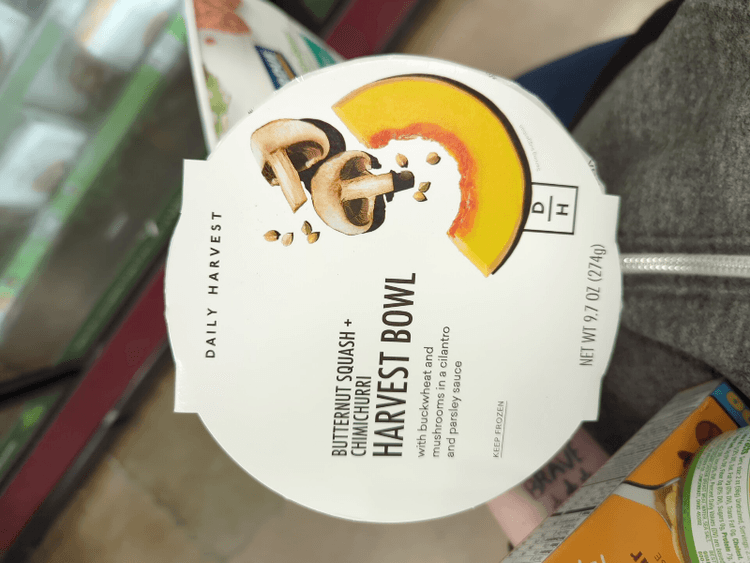 DAILY HARVEST
BUTTERNUT SQUASH +
CHIMICHURRI
HARVEST BOWL
with buckwheat and
mushrooms in a cilantro
and parsley sauce
KEEP FROZEN
D
H
NET WT 9.7 OZ (274g)
BRAVE